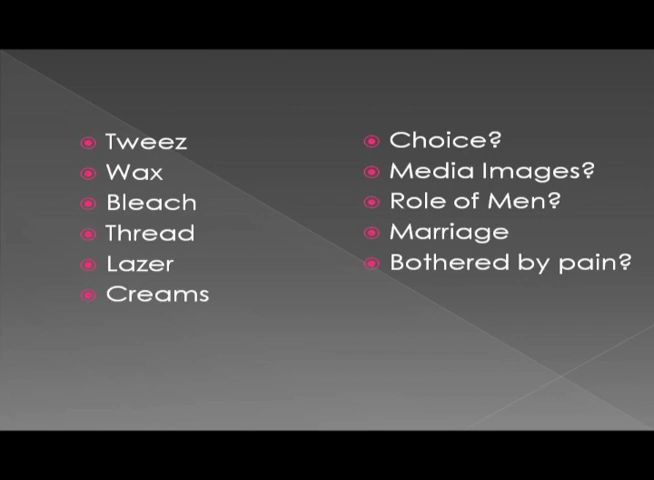 Tweez
Wax
Bleach
Thread
Lazer
Creams
Choice?
Media Images?
Role of Men?
Marriage
Bothered by pain?